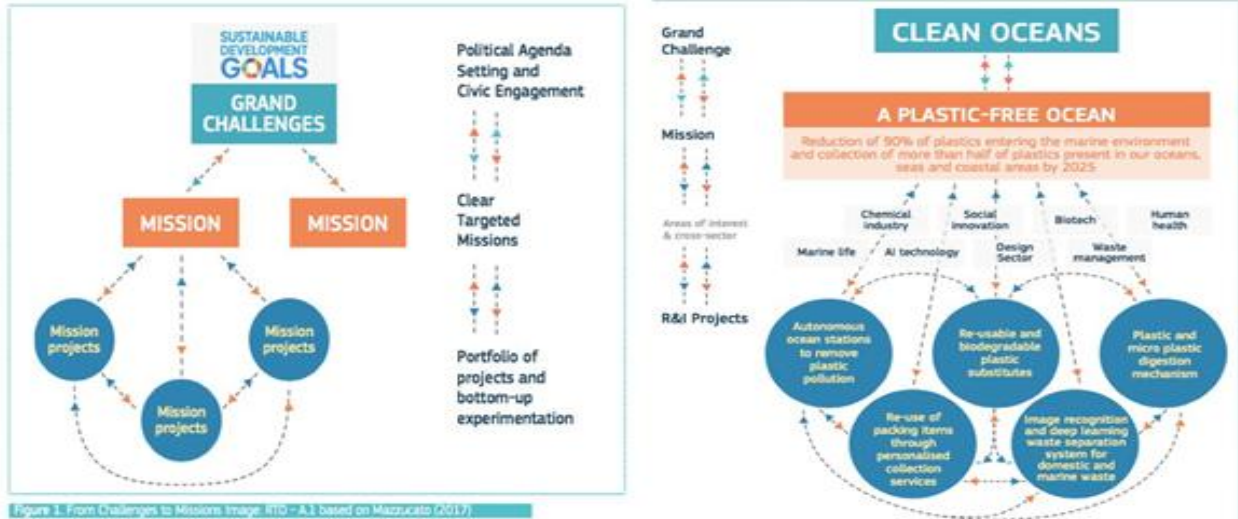 SUSTAINABLE
DEVELOPMENT
GOALS
GRAND
CHALLENGES
MISSION
MISSION
Mission
projects
Mission
projects
Mission
projects
Political Agenda
Setting and
Civic Engagement
Clear
Targeted
Missions
Portfolio of
projects and
bottom-up
experimentation
Figure 1. From Challenges to Missions Image: RTD - A.1 based on Mazzucato (2017)
Grand
Challenge
Mission
Areas of interest
& cross-sector
R&I Projects
CLEAN OCEANS
A PLASTIC-FREE OCEAN
Reduction of 90% of plastics entering the marine environment
and collection of more than half of plastics present in our oceans,
seas and coastal areas by 2025
Chemical
industry
Social
innovation
Biotech
Human
health
Marine life
AI technology
Design
Sector
Waste
management
Autonomous
ocean stations
to remove
plastic
pollution
Re-usable and
biodegradable
plastic
substitutes
Plastic and
micro plastic
digestion
mechanism
Re-use of
packing items
through
personalised
collection
services
Image recognition
and deep learning
waste separation
system for
domestic and
marine waste